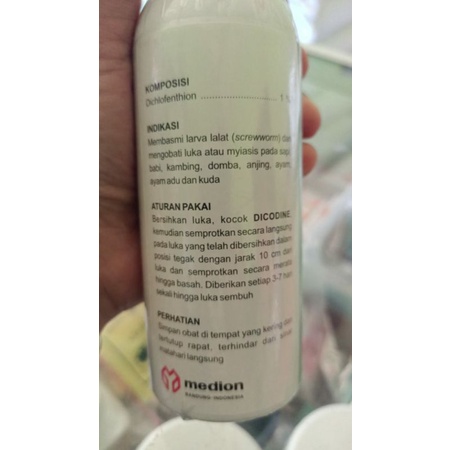 KOMPOSISI
Dichlofenthion .......................... 1 %
INDIKASI
Membasmi larva lalat (screwworm) dan
mengobati luka atau myiasis pada sapi,
babi, kambing, domba, anjing, ayam,
ayam adu dan kuda
ATURAN PAKAI
Bersihkan luka, kocok DICODINE,
kemudian semprotkan secara langsung
pada luka yang telah dibersihkan dalam
posisi tegak dengan jarak 10 cm dari
luka dan semprotkan secara merata
hingga basah. Diberikan setiap 3-7 hari
sekali hingga luka sembuh
PERHATIAN
Simpan obat di tempat yang kering dan
tertutup rapat, terhindar dari sinar
matahari langsung
medion
BANDUNG-INDONESIA